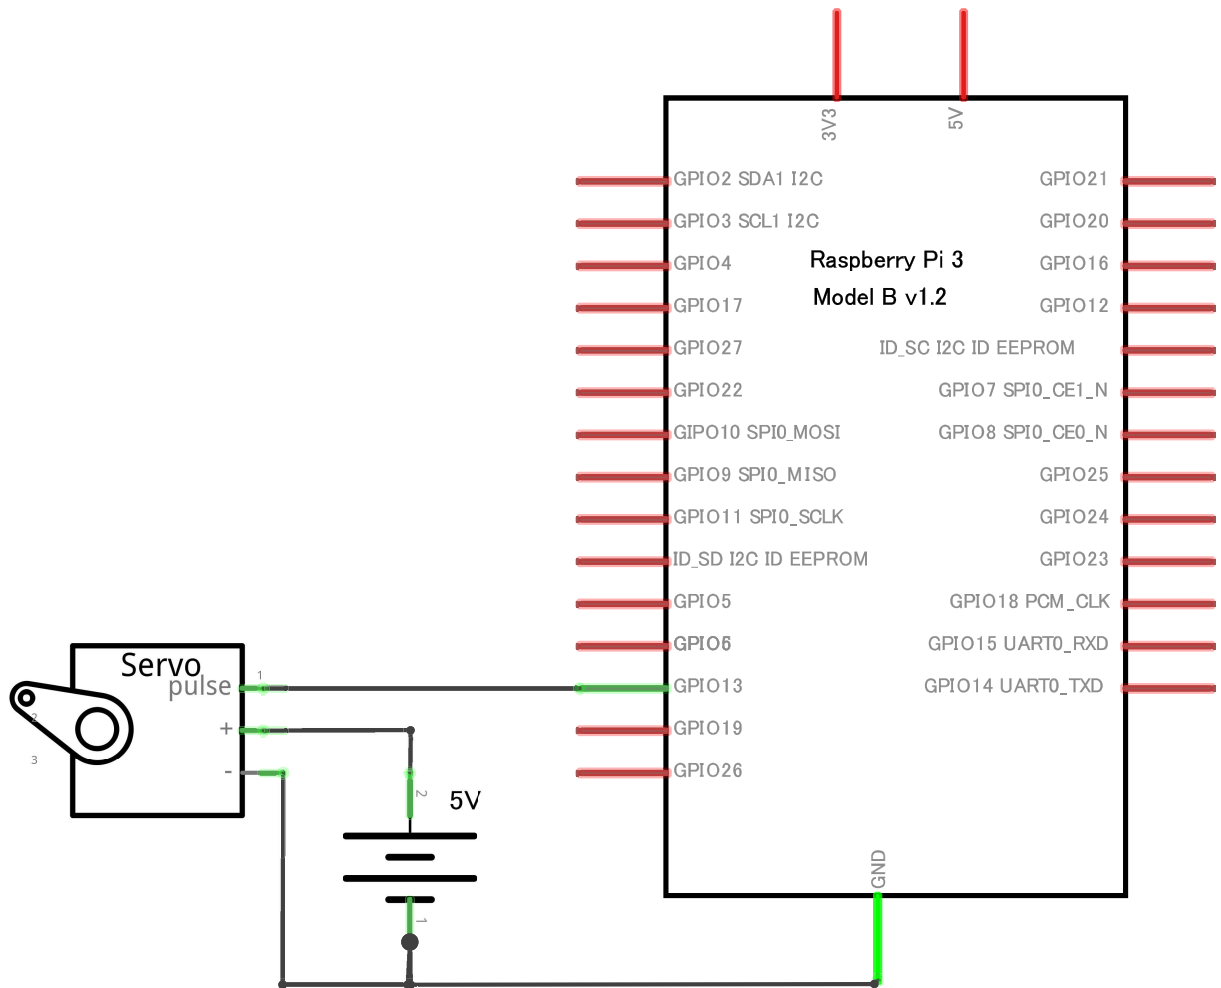 3V3
5V
GPIO2 SDA1 I2C
GPIO21
GPIO3 SCL1 I2C
GPIO20
Raspberry Pi 3
GPIO4
GPIO16
Model B v1.2
GPIO17
GPIO12
GPIO27
ID_SC I2C ID EEPROM
GPIO22
GPIO7 SPI0_CE1_N
GIPO10 SPI0_MOSI
GPIO8 SPI0_CE0_N
GPIO9 SPI0_MISO
GPIO25
GPIO11 SPI0_SCLK
GPIO24
ID_SD I2C ID EEPROM
GPIO23
GPIO5
GPIO18 PCM_CLK
GPIO6
GPIO15 UART0_RXD
Servo
pulse
1
GPIO13
GPIO14 UART0_TXD
2
+
GPIO19
3
-
GPIO26
2
5V
GND
1